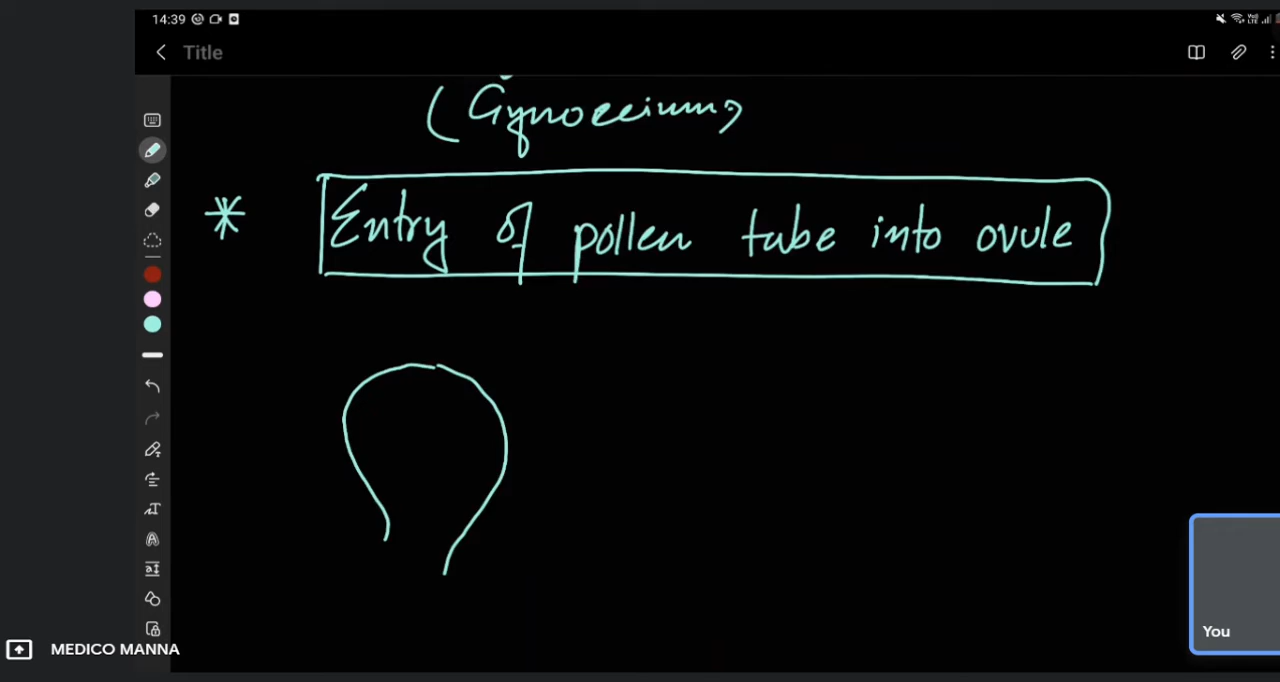 14:39
Title
(Gynoecium)
* Entry of pollen tube into ovule
You
MEDICO MANNA